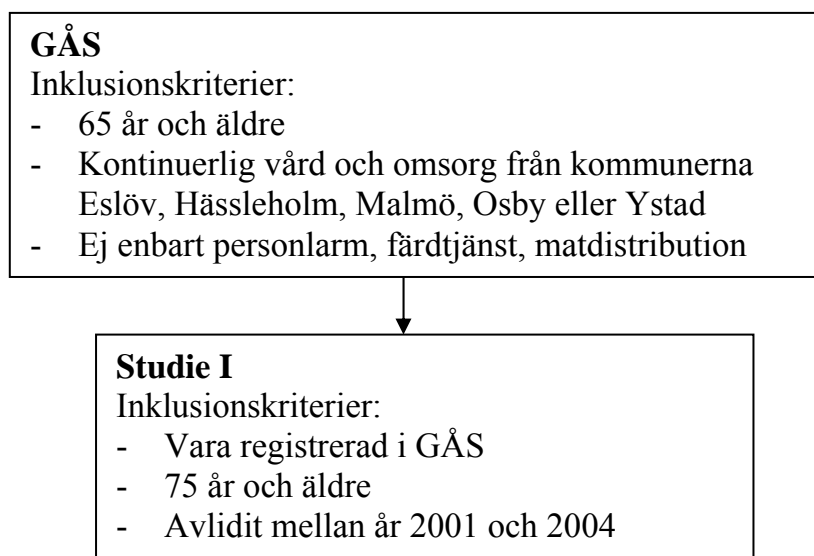 GÅS
Inklusionskriterier:
- 65 år och äldre
- Kontinuerlig vård och omsorg från kommunerna
Eslöv, Hässleholm, Malmö, Osby eller Ystad
- Ej enbart personlarm, färdtjänst, matdistribution
Studie I
Inklusionskriterier:
- Vara registrerad i GÅS
- 75 år och äldre
- Avlidit mellan år 2001 och 2004